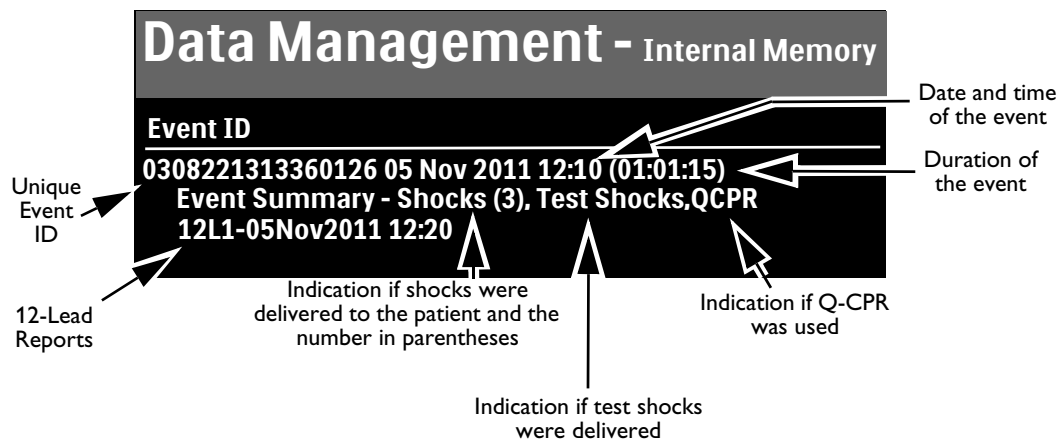 Data Management - Internal Memory
Event ID
0308221313360126 05 Nov 2011 12:10 (01:01:15)
Event Summary - Shocks (3), Test Shocks,QCPR
12L1-05Nov2011 12:20
Date and time
of the event
Duration of
the event
Unique
Event
ID
12-Lead
Reports
Indication if shocks were
delivered to the patient and the
number in parentheses
Indication if Q-CPR
was used
Indication if test shocks
were delivered